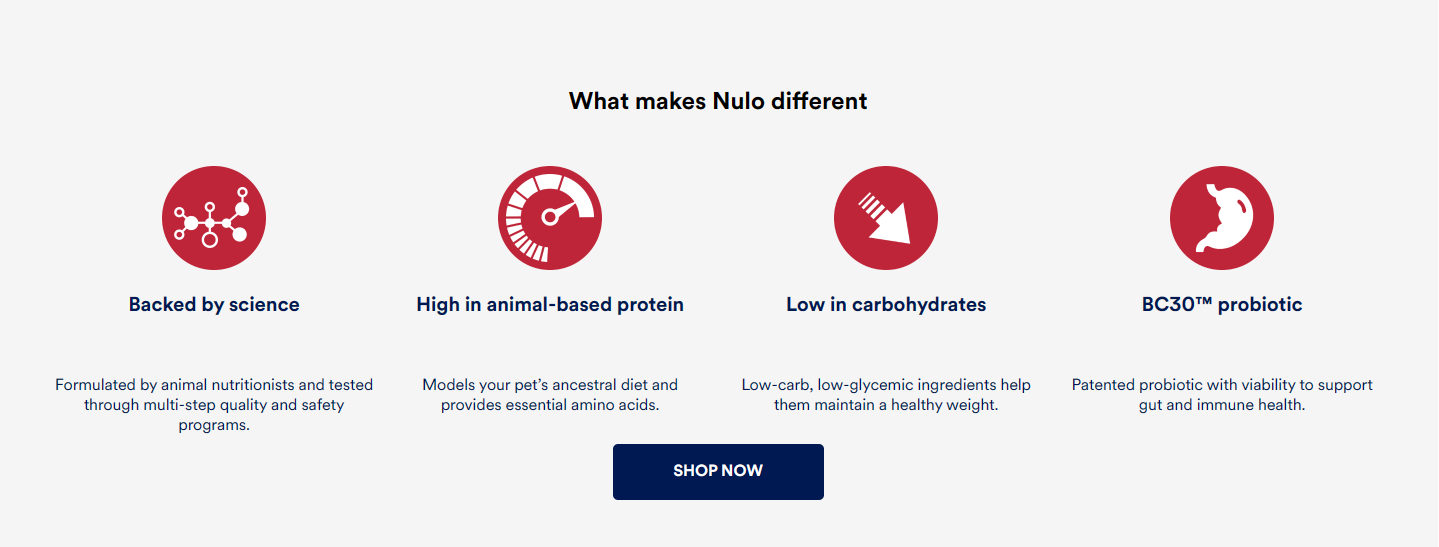 What makes Nulo different
Backed by science
High in animal-based protein
Low in carbohydrates
BC30™ probiotic
Formulated by animal nutritionists and tested
through multi-step quality and safety
programs.
Models your pet’s ancestral diet and
provides essential amino acids.
Low-carb, low-glycemic ingredients help
them maintain a healthy weight.
Patented probiotic with viability to support
gut and immune health.
SHOP NOW